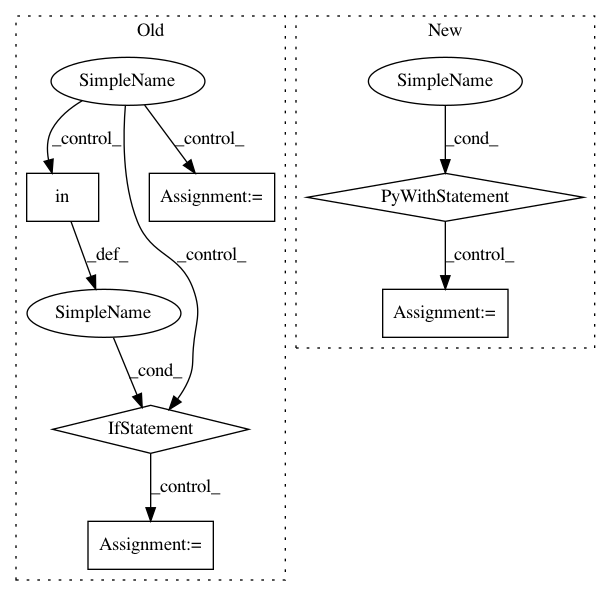 Old
New
SimpleName
SimpleName
_control_
_control_
_cond_
in
Assignment:=
PyWithStatement
_def_
_control_
_control_
SimpleName
Assignment:=
_cond_
IfStatement
_control_
Assignment:=